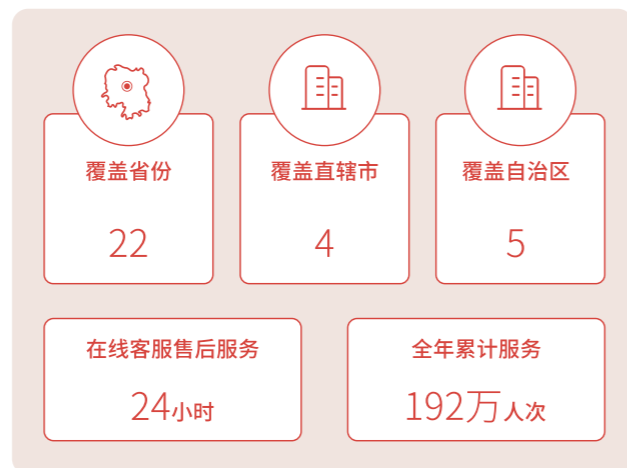 覆盖省份
22
覆盖直辖市
4
覆盖自治区
5
在线客服售后服务
24小时
全年累计服务
192万人次